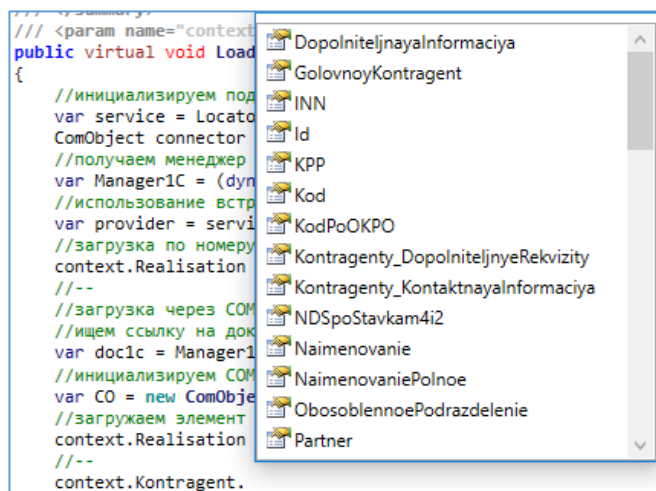 /// <param name="context
public virtual void Load
{
//инициализируем под
var service = Locato
ComObject connector
//получаем менеджер
var Manager1C = (dyn
//использование встр
var provider = servi
//загрузка по номеру
context.Realisation
//--
//загрузка через COM
//ищем ссылку на док
var doc1c = Manager1
//инициализируем COM
var CO = new ComObje
//загружаем элемент
context.Realisation
//--
context.Kontragent.
DopolniteljnayaInformaciya
GolovnoyKontragent
INN
Id
KPP
Kod
KodPoOKPO
Kontragenty_DopolniteljnyeRekvizity
Kontragenty_KontaktnayaInformaciya
NDSpoStavkam4i2
Naimenovanie
NaimenovaniePolnoe
ObosoblennoePodrazdelenie
Partner